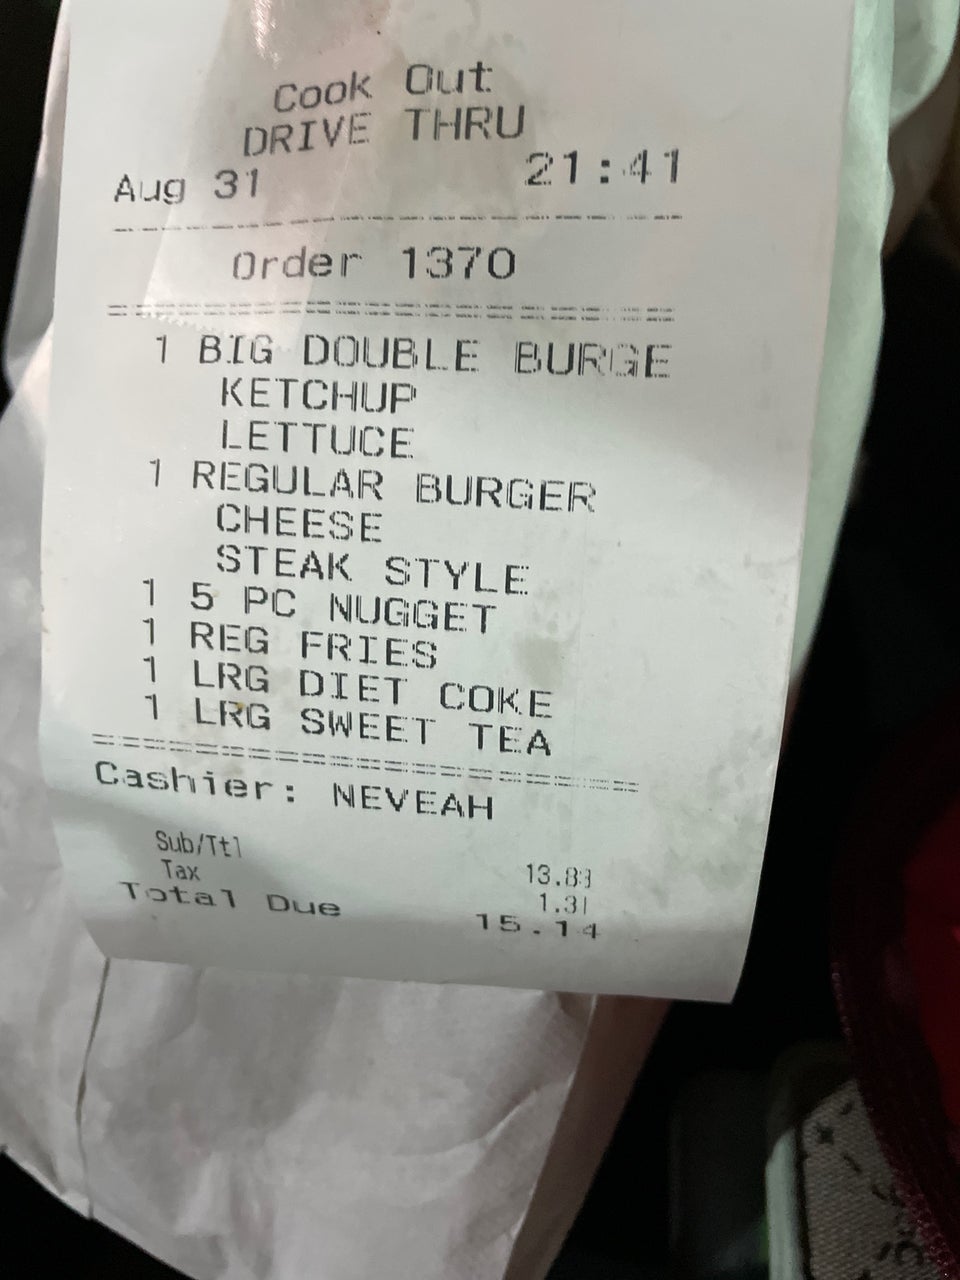 Cook Out
DRIVE THRU
Aug 31 21:41
Order 1370
1 BIG DOUBLE BURGE
KETCHUP
LETTUCE
1 REGULAR BURGER
CHEESE
STEAK STYLE
1 5 PC NUGGET
1 REG FRIES
1 LRG DIET COKE
1 LRG SWEET TEA
Cashier: NEVEAH
Sub/Ttl 13.83
Tax 1.31
Total Due 15.14